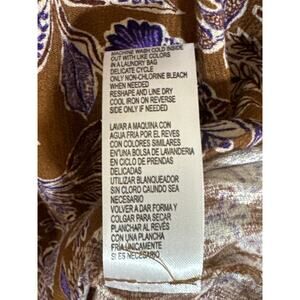 MACHINE WASH COLD INSIDE
OUT WITH LIKE COLORS
IN A LAUNDRY BAG
DELICATE CYCLE
ONLY NON-CHLORINE BLEACH
WHEN NEEDED
RESHAPE AND LINE DRY
COOL IRON ON REVERSE
SIDE ONLY IF NEEDED
LAVAR A MAQUINA CON
AGUA FRIA POR EL REVES
CON COLORES SIMILARES
EN UNA BOLSA DE LAVANDERIA
EN CICLO DE PRENDAS
DELICADAS
UTILIZAR BLANQUEADOR
SIN CLORO CAUNDO SEA
NECESARIO
VOLVER A DAR FORMA Y
COLGAR PARA SECAR
PLANCHAR AL REVÉS
CON UNA PLANCHA
FRIA UNICAMENTE
SI ES NECESARIO